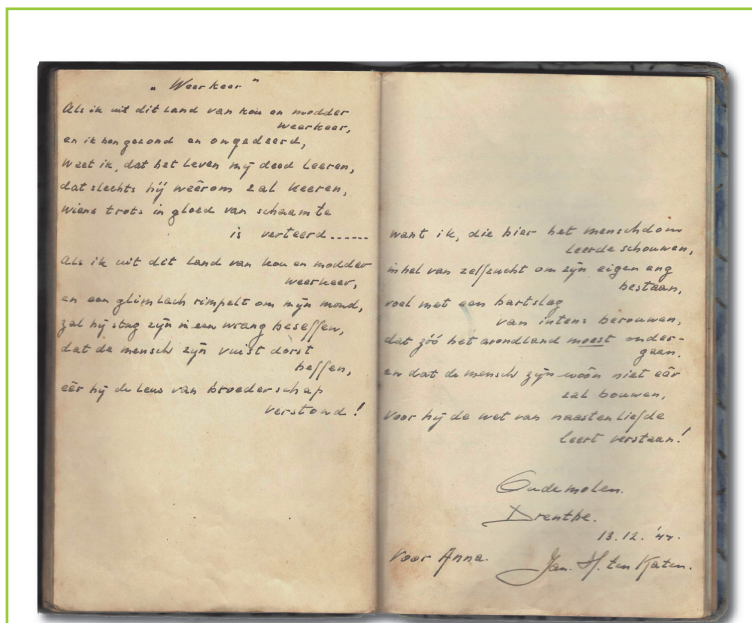 „ Weerkeer “
Als ik uit dit land van kou en modder
weerkeer,
en ik ben gezond en ongedeerd,
Weet ik, dat het leven mij deed leeren,
dat slechts hij weêrom zal keeren,
wiens trots in gloed van schaamte
is verteerd ......
Als ik uit dit land van kou en modder
weerkeer,
en een glimlach rimpelt om mijn mond,
zal hij stug zijn in een wrang beseffen,
dat de mensch zijn vuist dorst
heffen,
eêr hij de leus van broederschap
verstond !
want ik, die hier het menschdom
leerde schouwen,
in hel van zelfzucht om zijn eigen eng
bestaan,
voel met een hartslag
van intens berouwen,
dat zóó het avondland moest onder-
gaan.
en dat de mensch zijn woôn niet eêr
zal bouwen,
voor hij de wet van naastenliefde
leert verstaan!
Oudemolen.
Drenthe.
13.12.'44.
Voor Anna.
Jan. H. ten Katen.